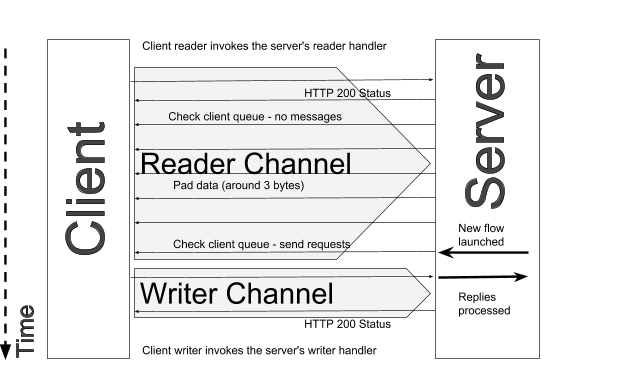 Client reader invokes the server's reader handler
HTTP 200 Status
Check client queue - no messages
Reader Channel
Pad data (around 3 bytes)
Check client queue - send requests
Writer Channel
HTTP 200 Status
Client writer invokes the server's writer handler
Client
Server
New flow
launched
Replies
processed
Time